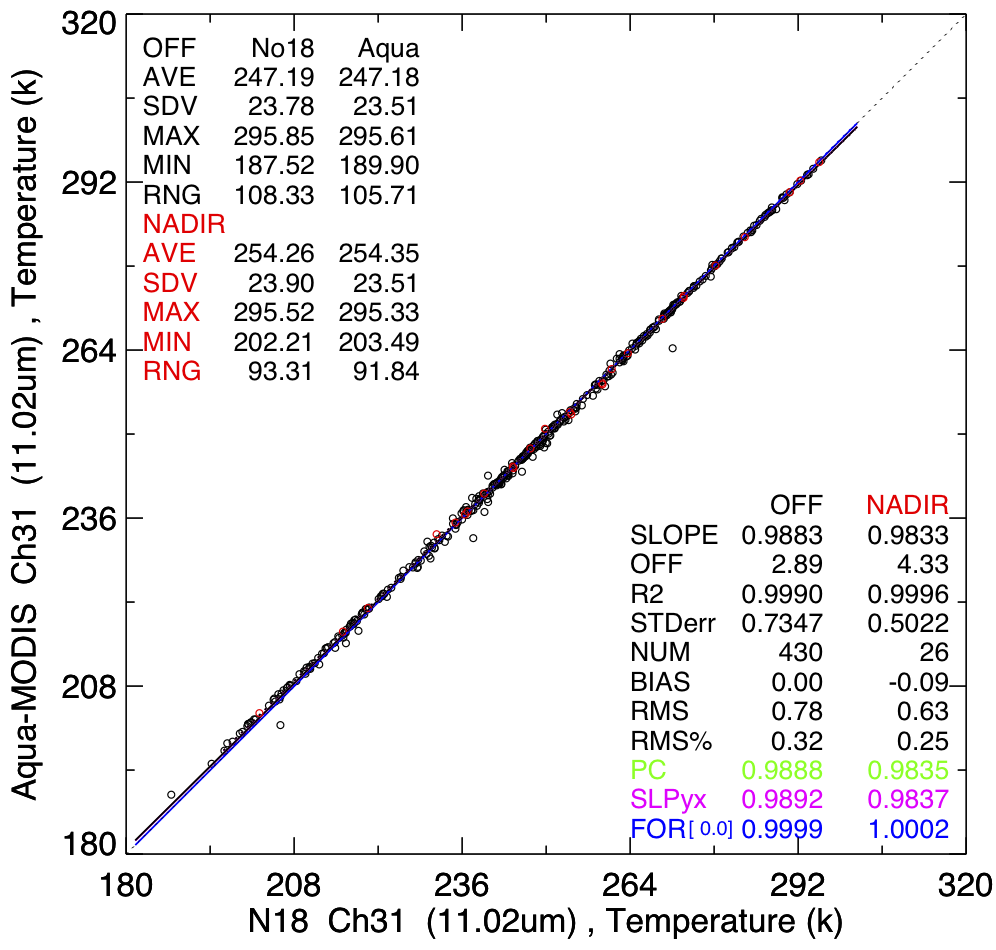 320
292
264
236
208
180
Aqua-MODIS Ch31 (11.02um) , Temperature (k)
OFF No18 Aqua
AVE 247.19 247.18
SDV 23.78 23.51
MAX 295.85 295.61
MIN 187.52 189.90
RNG 108.33 105.71
NADIR
AVE 254.26 254.35
SDV 23.90 23.51
MAX 295.52 295.33
MIN 202.21 203.49
RNG 93.31 91.84
OFF NADIR
SLOPE 0.9883 0.9833
OFF 2.89 4.33
R2 0.9990 0.9996
STDerr 0.7347 0.5022
NUM 430 26
BIAS 0.00 -0.09
RMS 0.78 0.63
RMS% 0.32 0.25
PC 0.9888 0.9835
SLPyx 0.9892 0.9837
FOR[ 0.0] 0.9999 1.0002
180 208 236 264 292 320
N18 Ch31 (11.02um) , Temperature (k)